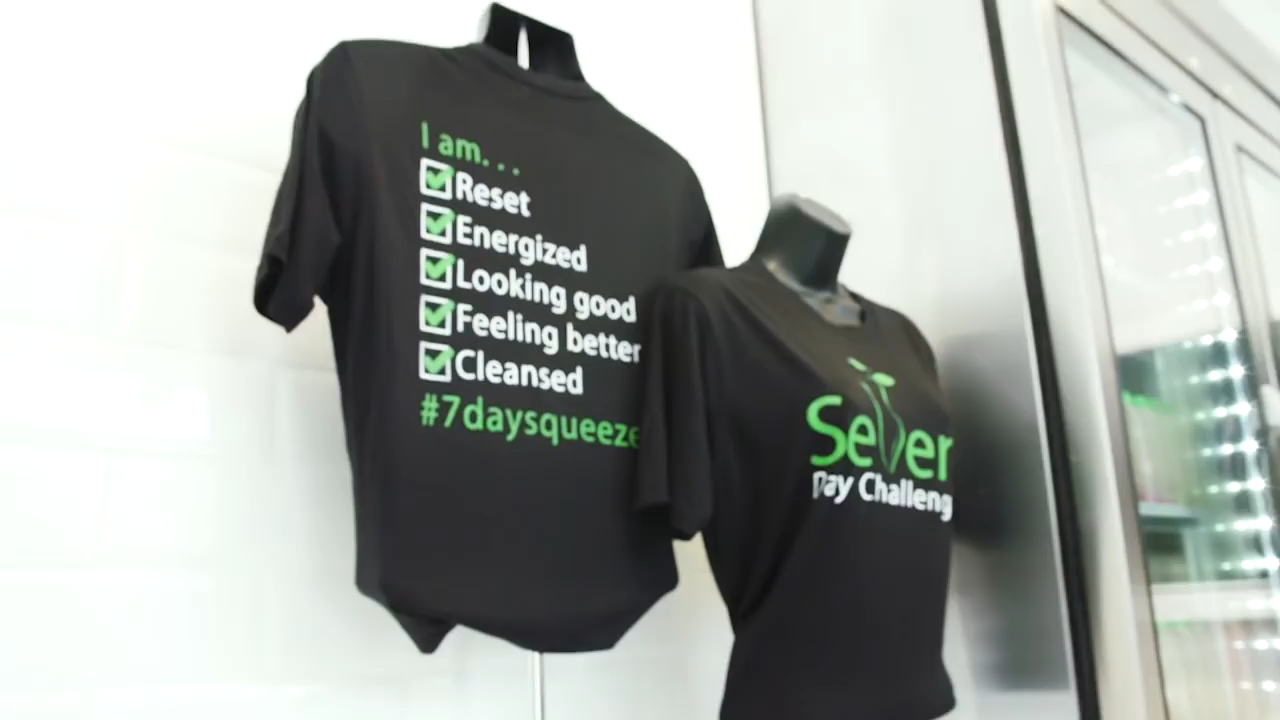 I am...
Reset
Energized
Looking good
Feeling better
Cleansed
#7daysqueeze
Seven
Day Challeng